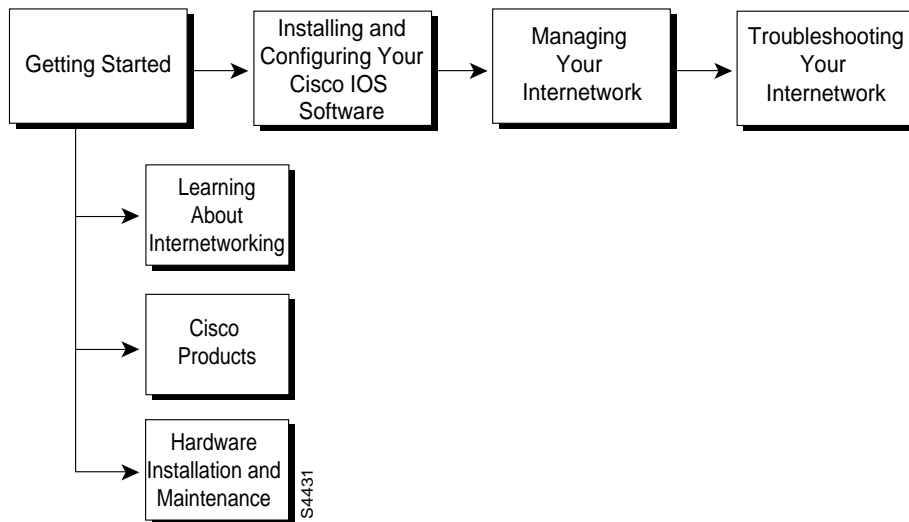 Getting Started
Installing and
Configuring Your
Cisco IOS
Software
Managing
Your
Internetwork
Troubleshooting
Your
Internetwork
Learning
About
Internetworking
Cisco
Products
Hardware
Installation and
Maintenance
S4431